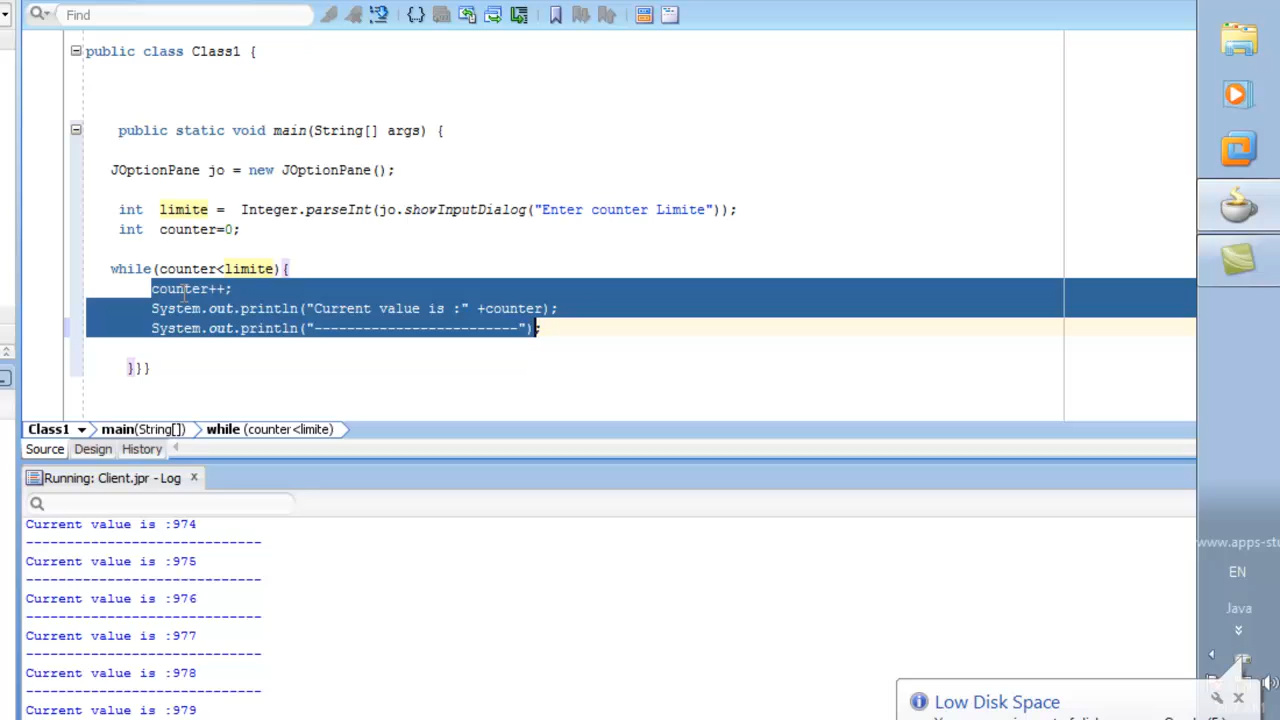 Find
public class Class1 {
public static void main(String[] args) {
JOptionPane jo = new JOptionPane();
int limite = Integer.parseInt(jo.showInputDialog("Enter counter Limite"));
int counter=0;
while(counter<limite){
counter++;
System.out.println("Current value is :" +counter);
System.out.println("-------------------------");
}}}
Class1 main(String[]) while (counter<limite)
Source Design History
Running: Client.jpr - Log x
Current value is :974
-----------------------------
Current value is :975
-----------------------------
Current value is :976
-----------------------------
Current value is :977
-----------------------------
Current value is :978
-----------------------------
Current value is :979
www.apps-stu
EN
Java
Low Disk Space